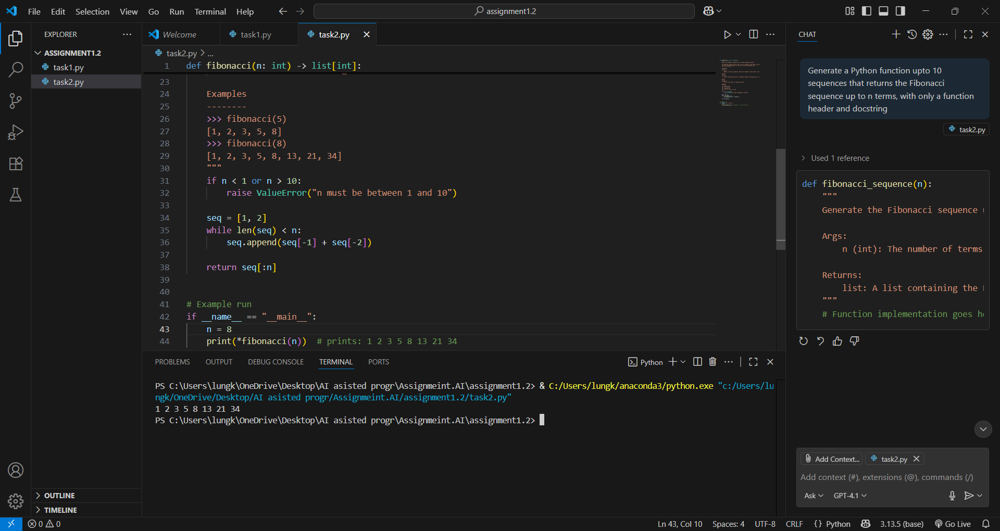 File Edit Selection View Go Run Terminal Help
assignment1.2
EXPLORER
ASSIGNMENT1.2
task1.py
task2.py
OUTLINE
TIMELINE
Welcome
task1.py
task2.py
task2.py > ...
1 def fibonacci(n: int) -> list[int]:
23
24 Examples
25 --------
26 >>> fibonacci(5)
27 [1, 2, 3, 5, 8]
28 >>> fibonacci(8)
29 [1, 2, 3, 5, 8, 13, 21, 34]
30 """
31 if n < 1 or n > 10:
32 raise ValueError("n must be between 1 and 10")
33
34 seq = [1, 2]
35 while len(seq) < n:
36 seq.append(seq[-1] + seq[-2])
37
38 return seq[:n]
39
40
41 # Example run
42 if __name__ == "__main__":
43 n = 8
44 print(*fibonacci(n)) # prints: 1 2 3 5 8 13 21 34
PROBLEMS OUTPUT DEBUG CONSOLE TERMINAL PORTS
Python
PS C:\Users\lungk\OneDrive\Desktop\AI asisted progr\Assignmeint.AI\assignment1.2> & C:/Users/lungk/anaconda3/python.exe "c:/Users/lu
ngk/OneDrive/Desktop/AI asisted progr/Assignmeint.AI/assignment1.2/task2.py"
1 2 3 5 8 13 21 34
PS C:\Users\lungk\OneDrive\Desktop\AI asisted progr\Assignmeint.AI\assignment1.2>
CHAT
Generate a Python function upto 10
sequences that returns the Fibonacci
sequence up to n terms, with only a function
header and docstring
task2.py
Used 1 reference
def fibonacci_sequence(n):
"""
Generate the Fibonacci sequence
Args:
n (int): The number of terms
Returns:
list: A list containing the
"""
# Function implementation goes
Add Context...
task2.py
Add context (#), extensions (@), commands (/)
Ask
GPT-4.1
0 0
Ln 43, Col 10 Spaces: 4 UTF-8 CRLF {} Python 3.13.5 (base) Go Live